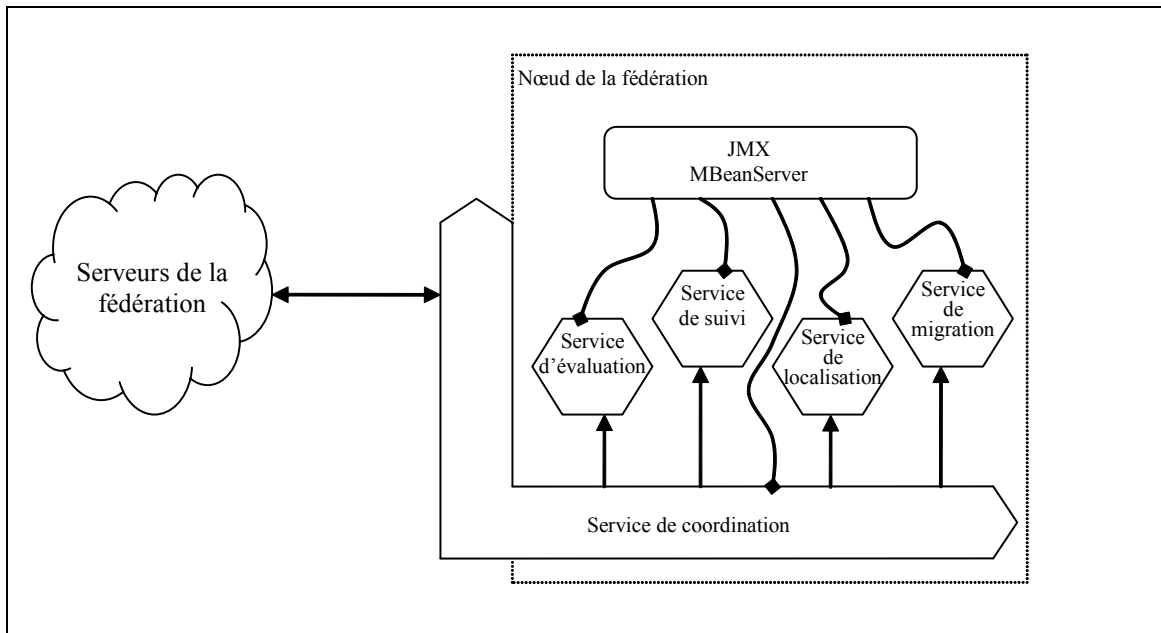 Nœud de la fédération
JMX
MBeanServer
Serveurs de la
fédération
Service
d’évaluation
Service
de suivi
Service
de
localisation
Service
de
migration
Service de coordination